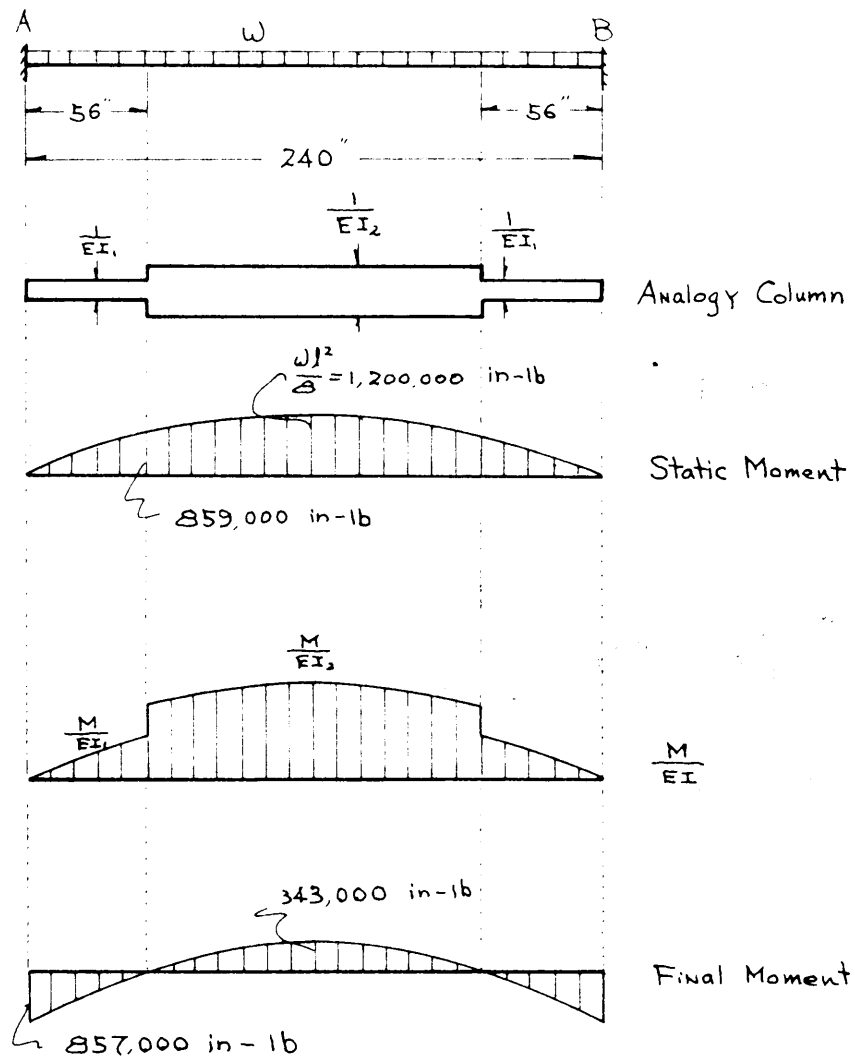 A
W
B
56"
56"
240"
1/EI₁
1/EI₂
1/EI₁
Analogy Column
Wl²/8 = 1,200,000 in-lb
Static Moment
859,000 in-lb
M/EI₂
M/EI₁
M/EI
343,000 in-lb
Final Moment
857,000 in-lb